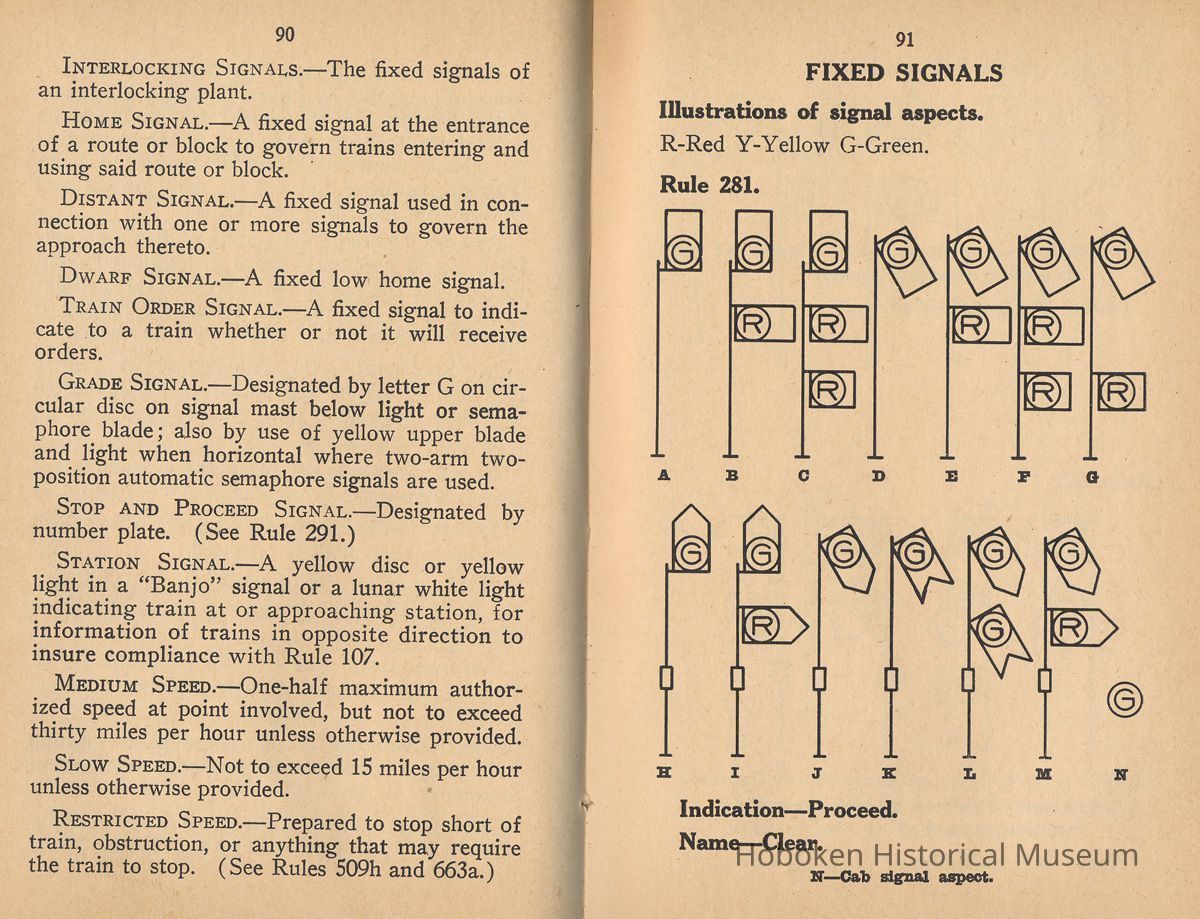 90
INTERLOCKING SIGNALS.—The fixed signals of
an interlocking plant.
HOME SIGNAL.—A fixed signal at the entrance
of a route or block to govern trains entering and
using said route or block.
DISTANT SIGNAL.—A fixed signal used in con-
nection with one or more signals to govern the
approach thereto.
DWARF SIGNAL.—A fixed low home signal.
TRAIN ORDER SIGNAL.—A fixed signal to indi-
cate to a train whether or not it will receive
orders.
GRADE SIGNAL.—Designated by letter G on cir-
cular disc on signal mast below light or sema-
phore blade; also by use of yellow upper blade
and light when horizontal where two-arm two-
position automatic semaphore signals are used.
STOP AND PROCEED SIGNAL.—Designated by
number plate. (See Rule 291.)
STATION SIGNAL.—A yellow disc or yellow
light in a "Banjo" signal or a lunar white light
indicating train at or approaching station, for
information of trains in opposite direction to
insure compliance with Rule 107.
MEDIUM SPEED.—One-half maximum author-
ized speed at point involved, but not to exceed
thirty miles per hour unless otherwise provided.
SLOW SPEED.—Not to exceed 15 miles per hour
unless otherwise provided.
RESTRICTED SPEED.—Prepared to stop short of
train, obstruction, or anything that may require
the train to stop. (See Rules 509h and 663a.)
91
FIXED SIGNALS
Illustrations of signal aspects.
R-Red Y-Yellow G-Green.
Rule 281.
G G G G G G G
R R R R
R R R
A B C D E F G
G G G G G G
R G R
G
H I J K L M N
Indication—Proceed.
Name—Clear.
Hoboken Historical Museum
N—Cab signal aspect.